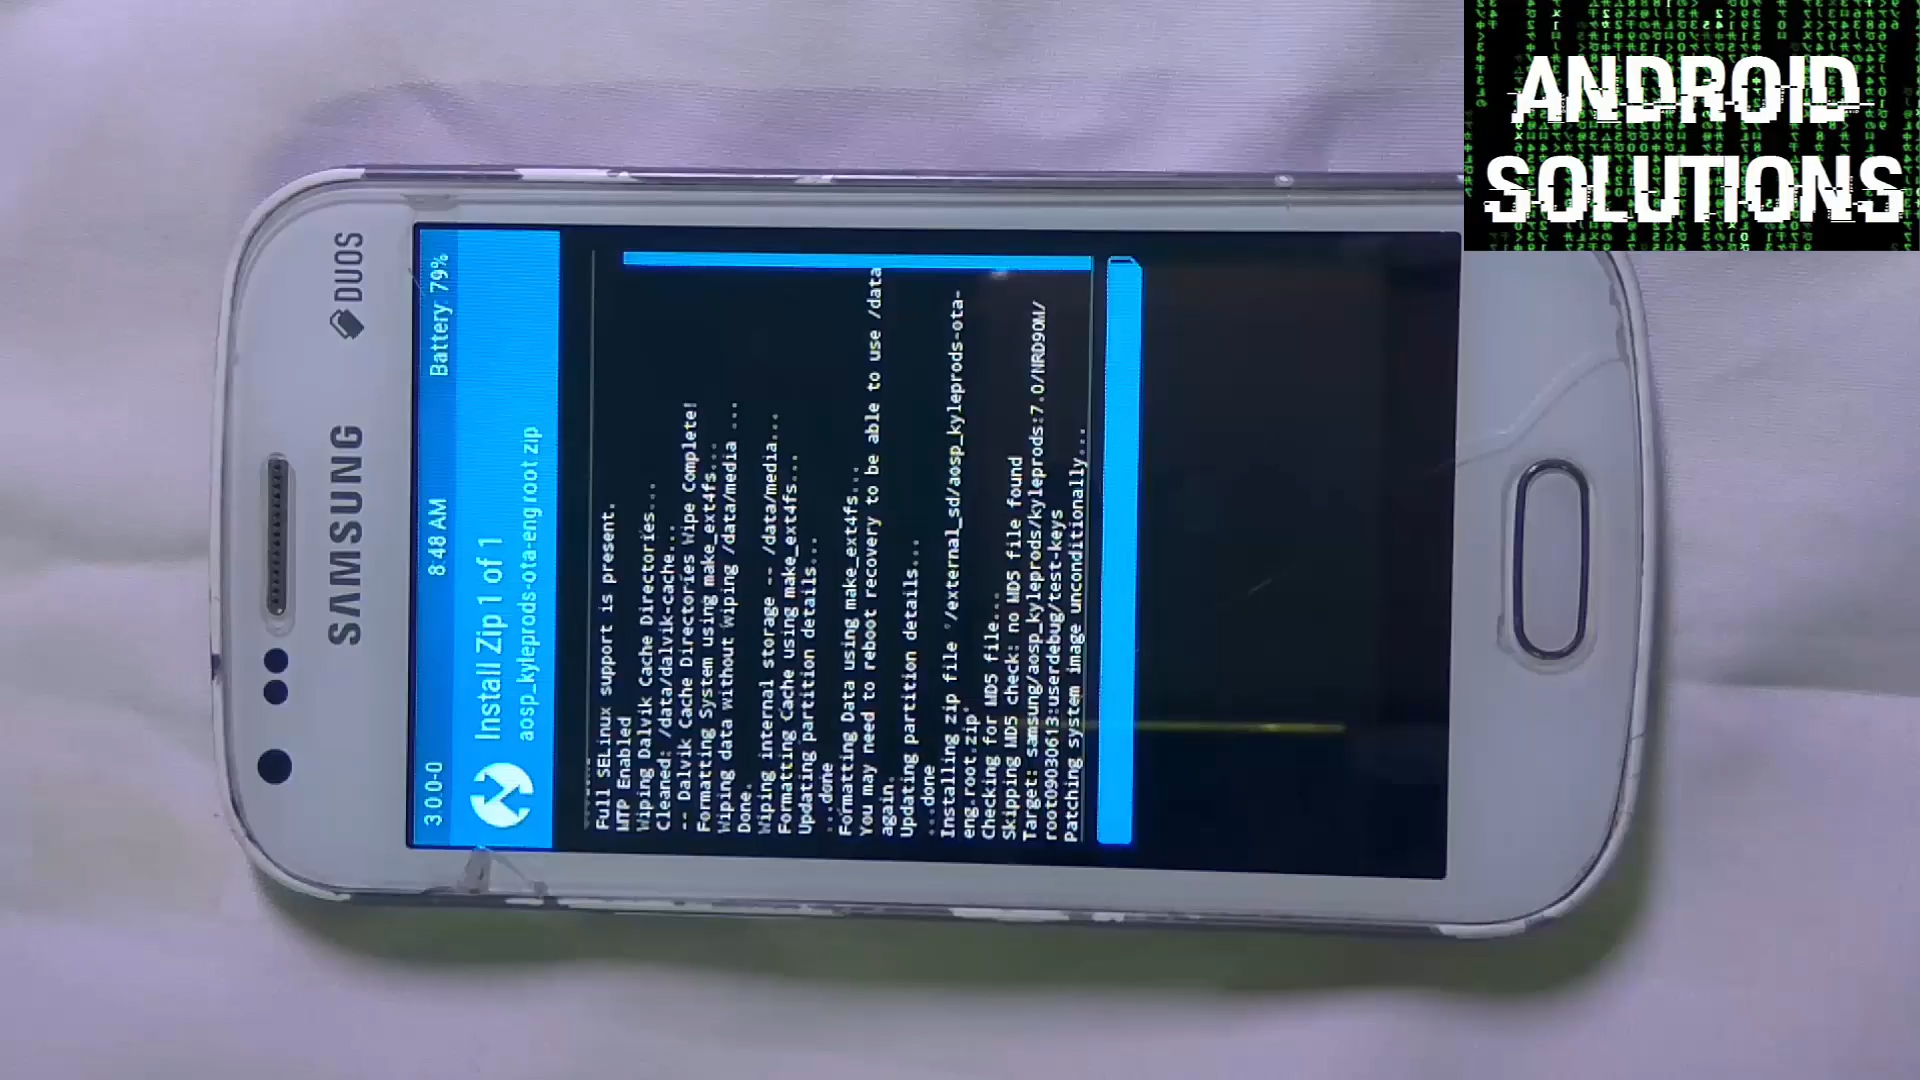 ANDROID
SOLUTIONS
SAMSUNG
DUOS
3.0.0-0
8:48 AM
Battery: 79%
Install Zip 1 of 1
aosp_kyleprods-ota-eng root zip
Full SELinux support is present.
MTP Enabled
Wiping Dalvik Cache Directories...
Cleaned: /data/dalvik-cache...
-- Dalvik Cache Directories Wipe Complete!
Formatting System using make_ext4fs...
Wiping data without wiping /data/media ...
Done.
Wiping internal storage -- /data/media...
Formatting Cache using make_ext4fs...
Updating partition details...
...done
Formatting Data using make_ext4fs...
You may need to reboot recovery to be able to use /data
again.
Updating partition details...
...done
Installing zip file '/external_sd/aosp_kyleprods-ota-
eng.root.zip'
Checking for MD5 file...
Skipping MD5 check: no MD5 file found
Target: samsung/aosp_kyleprods/kyleprods:7.0/NRD90M/
root09030613:userdebug/test-keys
Patching system image unconditionally...